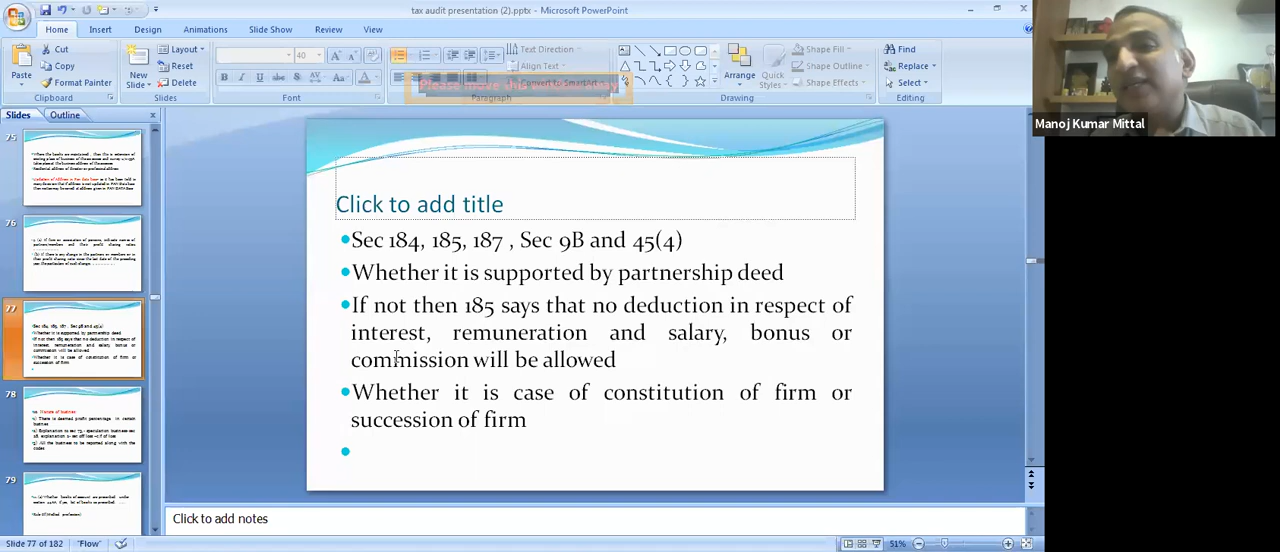 tax audit presentation (2).pptx - Microsoft PowerPoint
Home Insert Design Animations Slide Show Review View
Cut
Copy
Format Painter
Paste
Clipboard
New Slide
Layout
Reset
Delete
Slides
40
Font
Text Direction
Align Text
Convert to SmartArt
Paragraph
Arrange
Quick Styles
Shape Fill
Shape Outline
Shape Effects
Drawing
Find
Replace
Select
Editing
Manoj Kumar Mittal
Slides Outline
75
76
77
78
79
Click to add title
Sec 184, 185, 187 , Sec 9B and 45(4)
Whether it is supported by partnership deed
If not then 185 says that no deduction in respect of
interest, remuneration and salary, bonus or
commission will be allowed
Whether it is case of constitution of firm or
succession of firm
Click to add notes
Slide 77 of 182 "Flow" 51%